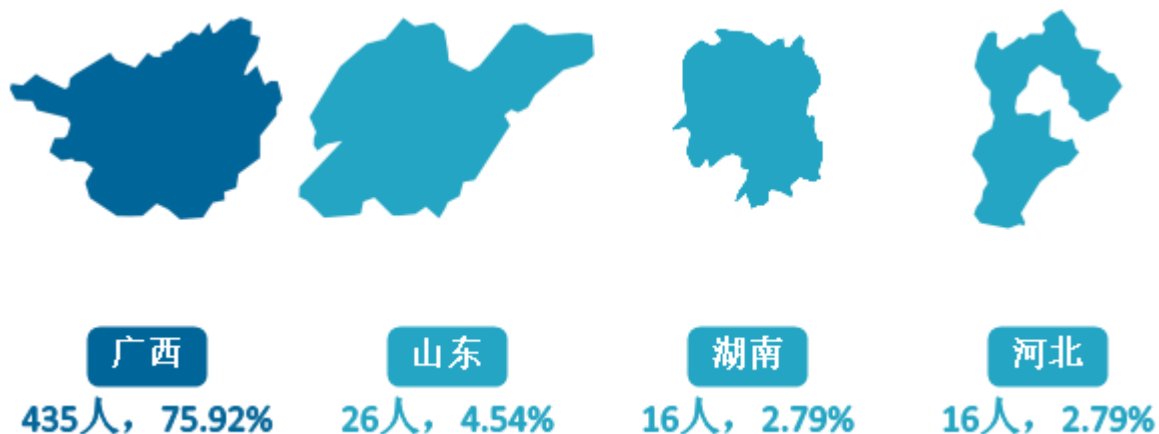 广西 山东 湖南 河北
435人，75.92% 26人，4.54% 16人，2.79% 16人，2.79%